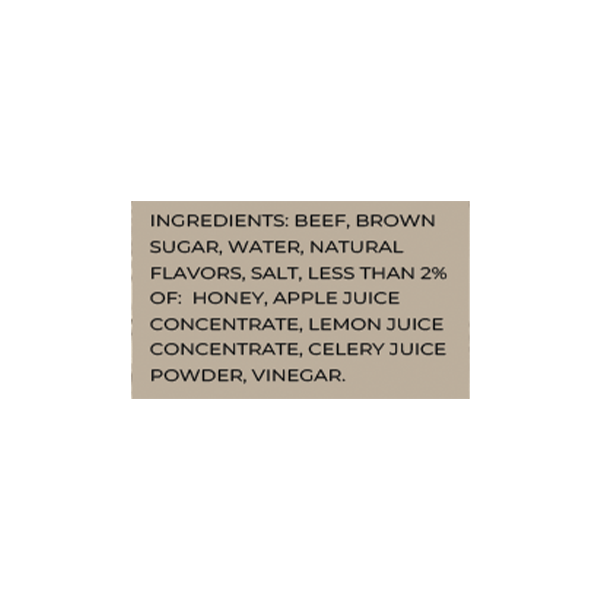 INGREDIENTS: BEEF, BROWN
SUGAR, WATER, NATURAL
FLAVORS, SALT, LESS THAN 2%
OF:  HONEY, APPLE JUICE
CONCENTRATE, LEMON JUICE
CONCENTRATE, CELERY JUICE
POWDER, VINEGAR.